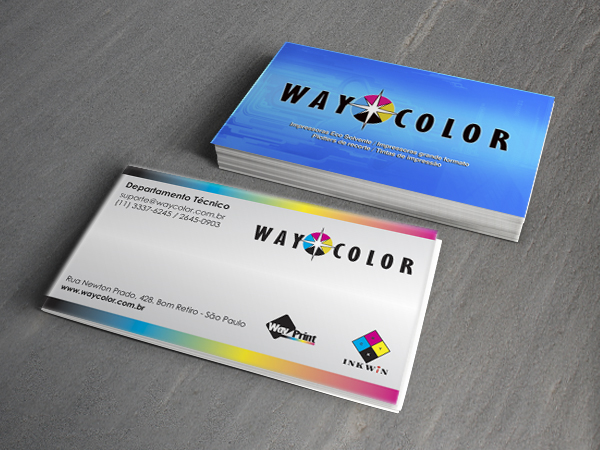 WAY COLOR
Impressoras Eco Solvente / Impressoras grande formato
Plotters de recorte / Tintas de impressão
Departamento Técnico
suporte@waycolor.com.br
(11) 3337-6245 / 2645-0903
WAY COLOR
Rua Newton Prado, 428, Bom Retiro - São Paulo
www.waycolor.com.br
Way Print
INKWiN